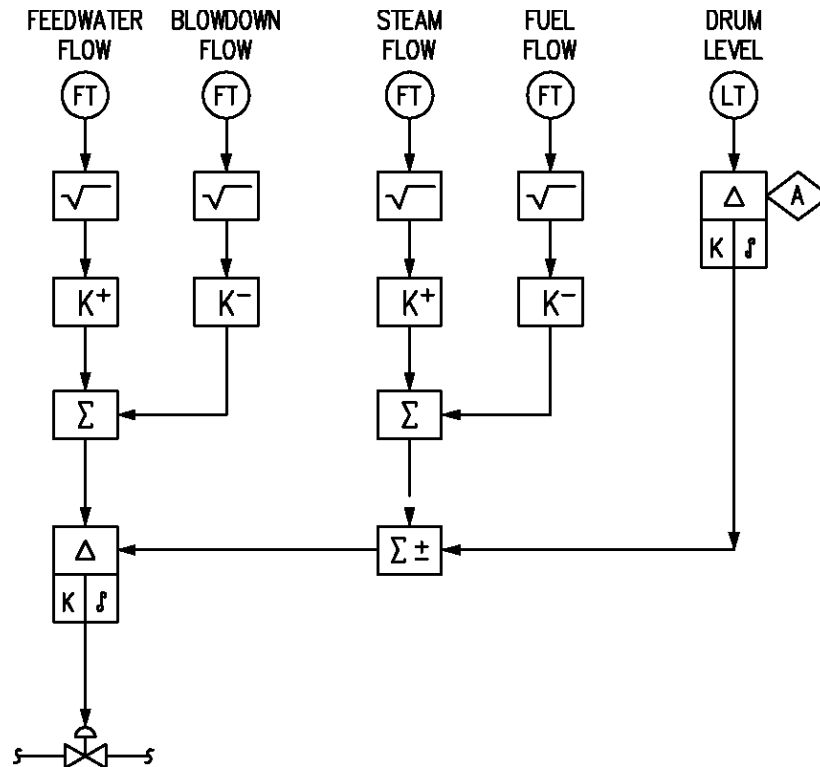 FEEDWATER FLOW
BLOWDOWN FLOW
STEAM FLOW
FUEL FLOW
DRUM LEVEL
FT
FT
FT
FT
LT
√
√
√
√
Δ
A
K ∫
K+
K−
K+
K−
Σ
Σ
Δ
Σ ±
K ∫